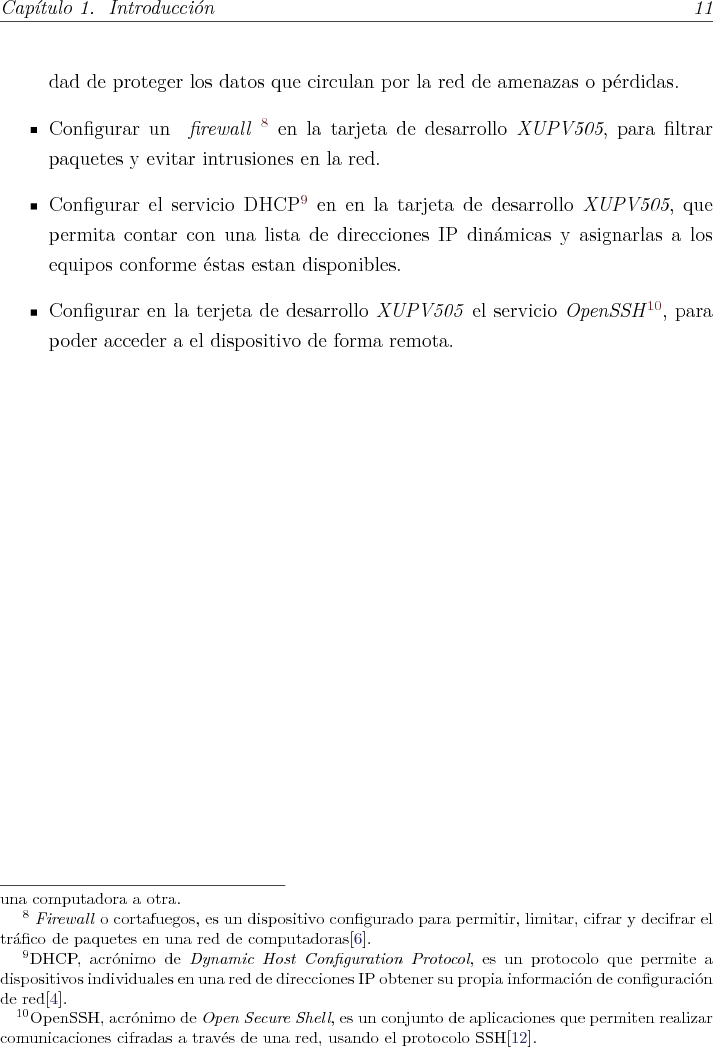 Capítulo 1. Introducción 11
dad de proteger los datos que circulan por la red de amenazas o pérdidas.
▪ Configurar un firewall 8 en la tarjeta de desarrollo XUPV505, para filtrar
paquetes y evitar intrusiones en la red.
▪ Configurar el servicio DHCP9 en en la tarjeta de desarrollo XUPV505, que
permita contar con una lista de direcciones IP dinámicas y asignarlas a los
equipos conforme éstas estan disponibles.
▪ Configurar en la terjeta de desarrollo XUPV505 el servicio OpenSSH10, para
poder acceder a el dispositivo de forma remota.
una computadora a otra.
8 Firewall o cortafuegos, es un dispositivo configurado para permitir, limitar, cifrar y decifrar el
tráfico de paquetes en una red de computadoras[6].
9DHCP, acrónimo de Dynamic Host Configuration Protocol, es un protocolo que permite a
dispositivos individuales en una red de direcciones IP obtener su propia información de configuración
de red[4].
10OpenSSH, acrónimo de Open Secure Shell, es un conjunto de aplicaciones que permiten realizar
comunicaciones cifradas a través de una red, usando el protocolo SSH[12].